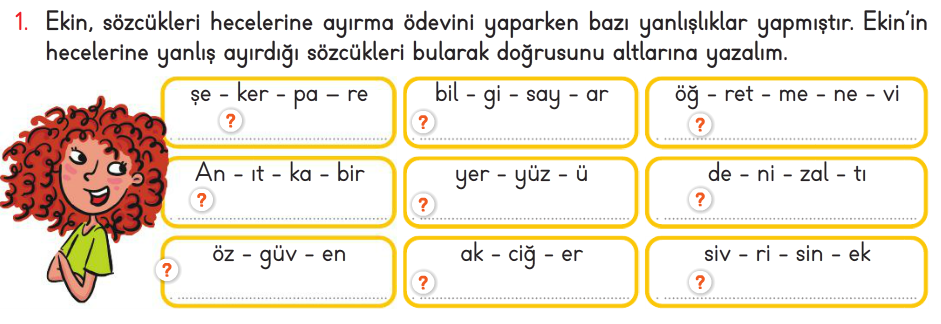 1. Ekin, sözcükleri hecelerine ayırma ödevini yaparken bazı yanlışlıklar yapmıştır. Ekin'in
hecelerine yanlış ayırdığı sözcükleri bularak doğrusunu altlarına yazalım.
şe - ker - pa – re
bil - gi - say - ar
öğ - ret - me - ne - vi
?
?
?
An - ıt - ka - bir
yer - yüz - ü
de - ni - zal - tı
?
?
?
öz - güv - en
ak - ciğ - er
siv - ri - sin - ek
?
?
?